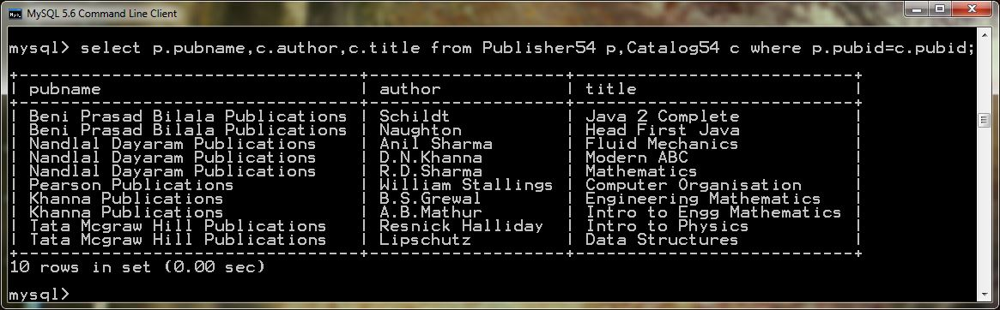 MySQL 5.6 Command Line Client
mysql> select p.pubname,c.author,c.title from Publisher54 p,Catalog54 c where p.pubid=c.pubid;
+---------------------------------+-------------------+--------------------------+
| pubname | author | title |
+---------------------------------+-------------------+--------------------------+
| Beni Prasad Bilala Publications | Schildt | Java 2 Complete |
| Beni Prasad Bilala Publications | Naughton | Head First Java |
| Nandlal Dayaram Publications | Anil Sharma | Fluid Mechanics |
| Nandlal Dayaram Publications | D.N.Khanna | Modern ABC |
| Nandlal Dayaram Publications | R.D.Sharma | Mathematics |
| Pearson Publications | William Stallings | Computer Organisation |
| Khanna Publications | B.S.Grewal | Engineering Mathematics |
| Khanna Publications | A.B.Mathur | Intro to Engg Mathematics |
| Tata Mcgraw Hill Publications | Resnick Halliday | Intro to Physics |
| Tata Mcgraw Hill Publications | Lipschutz | Data Structures |
+---------------------------------+-------------------+--------------------------+
10 rows in set (0.00 sec)
mysql>